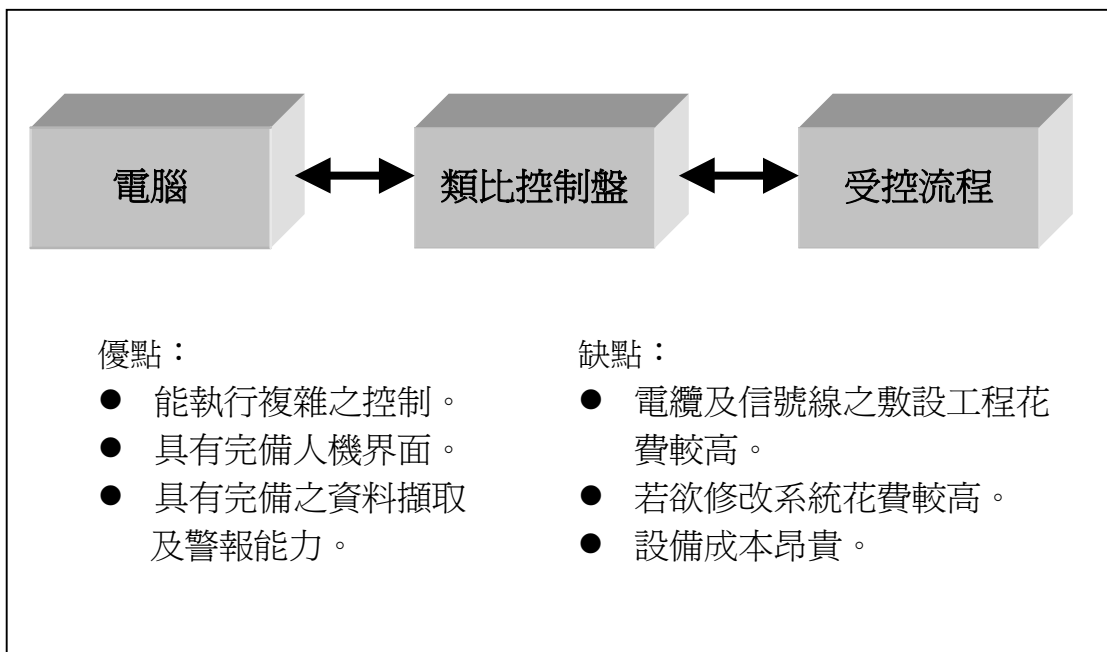 電腦
類比控制盤
受控流程
優點：
● 能執行複雜之控制。
● 具有完備人機界面。
● 具有完備之資料擷取
及警報能力。
缺點：
● 電纜及信號線之敷設工程花
費較高。
● 若欲修改系統花費較高。
● 設備成本昂貴。